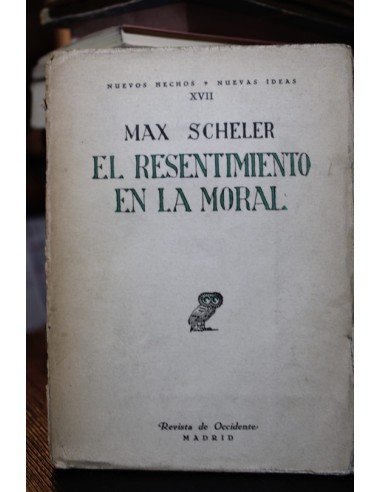 NUEVOS HECHOS • NUEVAS IDEAS
XVII
MAX SCHELER
EL RESENTIMIENTO
EN LA MORAL
Revista de Occidente
MADRID